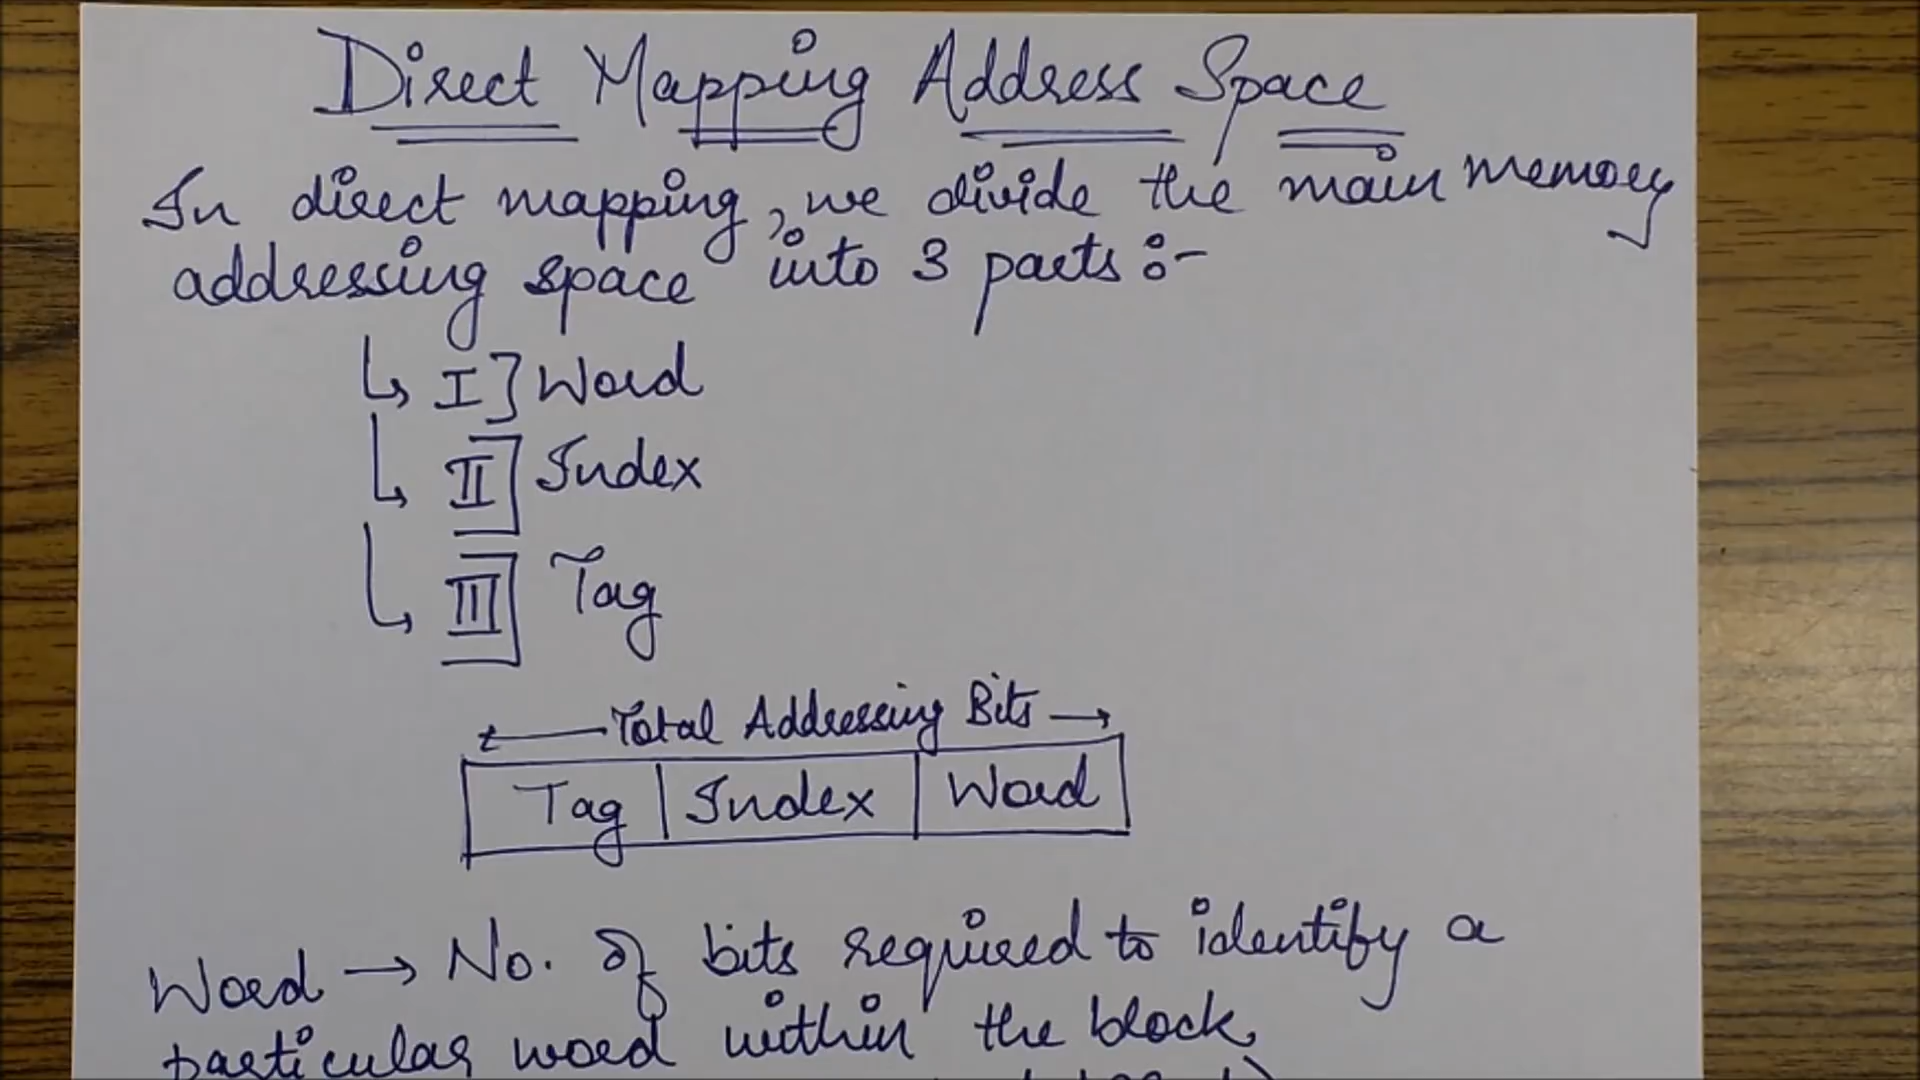 Direct Mapping Address Space
In direct mapping, we divide the main memory
addressing space into 3 parts :-
I] Word
II] Index
III] Tag
Total Addressing Bits
Tag Index Word
Word → No. of bits required to identify a
particular word within the block.